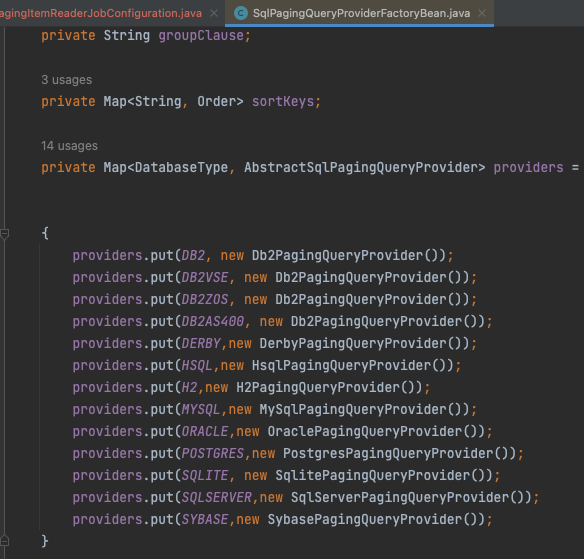 agingItemReaderJobConfiguration.java × SqlPagingQueryProviderFactoryBean.java ×
private String groupClause;
3 usages
private Map<String, Order> sortKeys;
14 usages
private Map<DatabaseType, AbstractSqlPagingQueryProvider> providers =
{
providers.put(DB2, new Db2PagingQueryProvider());
providers.put(DB2VSE, new Db2PagingQueryProvider());
providers.put(DB2ZOS, new Db2PagingQueryProvider());
providers.put(DB2AS400, new Db2PagingQueryProvider());
providers.put(DERBY,new DerbyPagingQueryProvider());
providers.put(HSQL,new HsqlPagingQueryProvider());
providers.put(H2,new H2PagingQueryProvider());
providers.put(MYSQL,new MySqlPagingQueryProvider());
providers.put(ORACLE,new OraclePagingQueryProvider());
providers.put(POSTGRES,new PostgresPagingQueryProvider());
providers.put(SQLITE, new SqlitePagingQueryProvider());
providers.put(SQLSERVER,new SqlServerPagingQueryProvider());
providers.put(SYBASE,new SybasePagingQueryProvider());
}